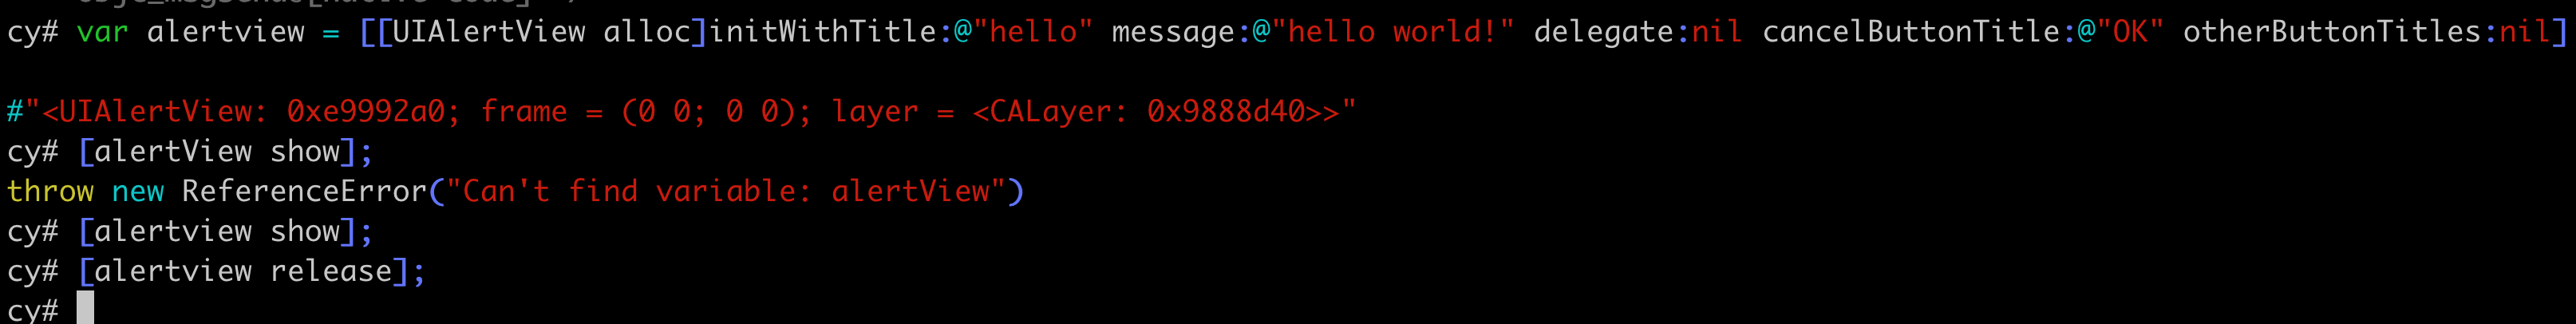 cy# var alertview = [[UIAlertView alloc]initWithTitle:@"hello" message:@"hello world!" delegate:nil cancelButtonTitle:@"OK" otherButtonTitles:nil]
#"<UIAlertView: 0xe9992a0; frame = (0 0; 0 0); layer = <CALayer: 0x9888d40>>"
cy# [alertView show];
throw new ReferenceError("Can't find variable: alertView")
cy# [alertview show];
cy# [alertview release];
cy#